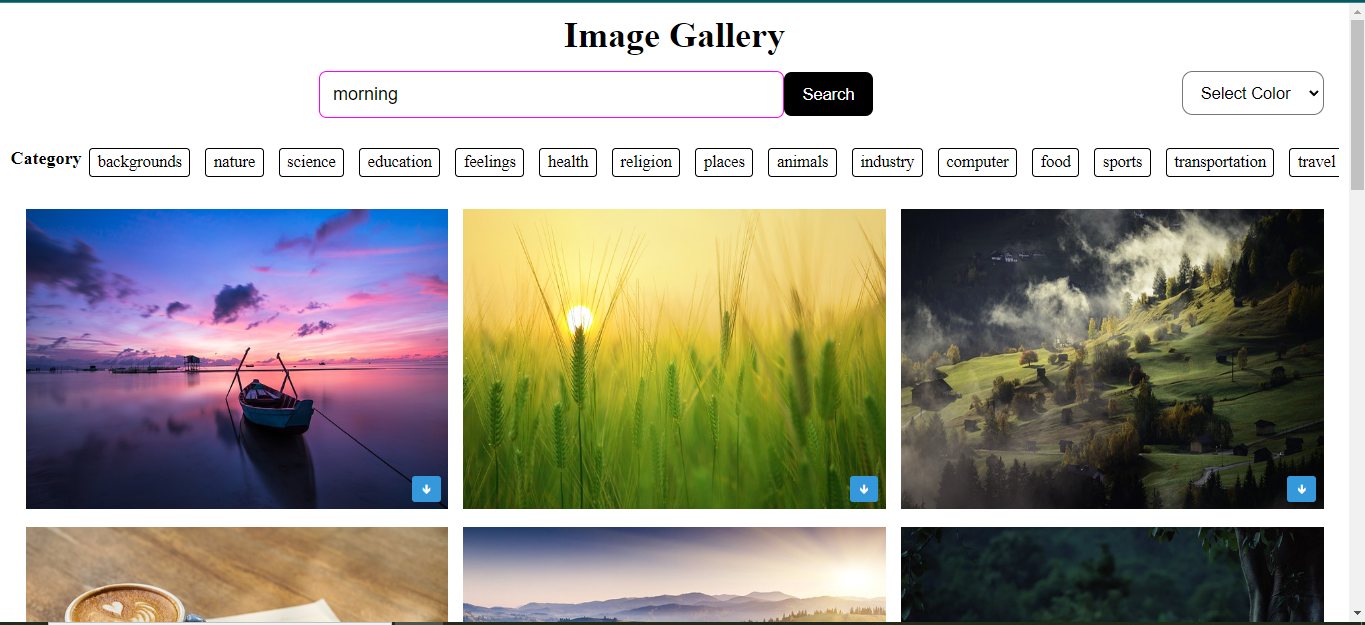 Image Gallery
morning Search Select Color
Category backgrounds nature science education feelings health religion places animals industry computer food sports transportation travel